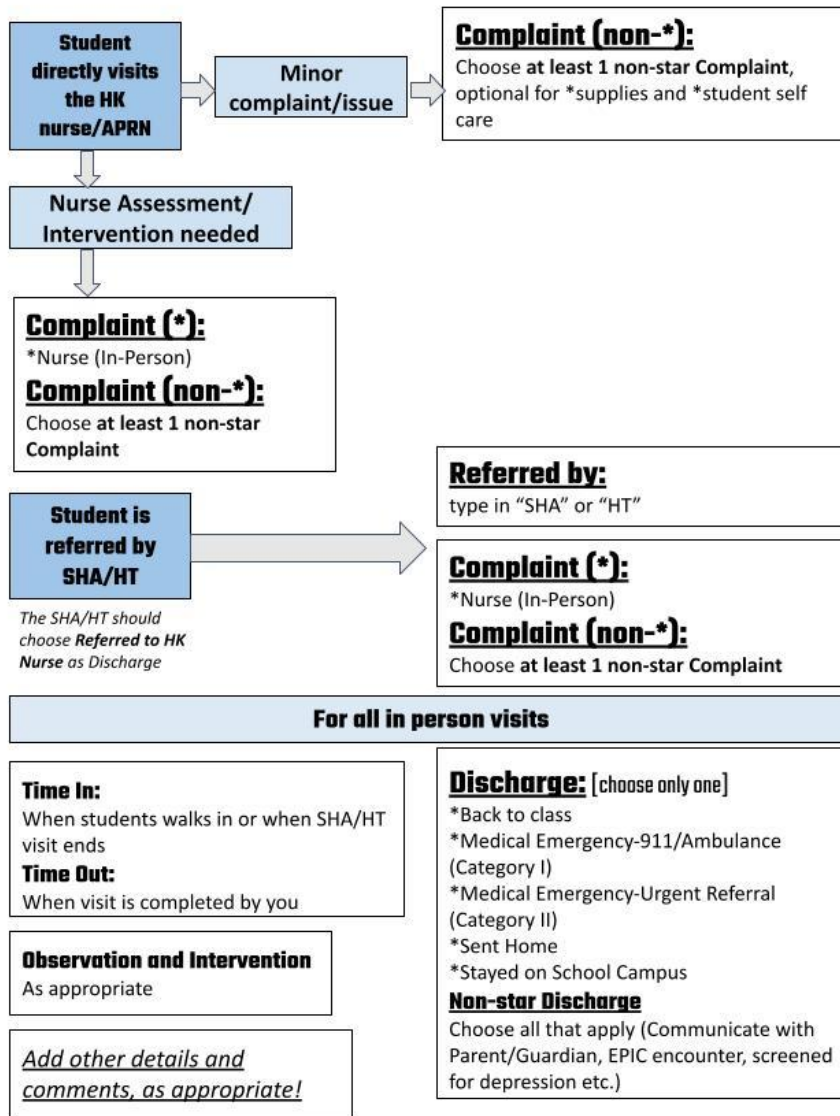 Student
directly visits
the HK
nurse/APRN
Minor
complaint/issue
Complaint (non-*):
Choose at least 1 non-star Complaint,
optional for *supplies and *student self
care
Nurse Assessment/
Intervention needed
Complaint (*):
*Nurse (In-Person)
Complaint (non-*):
Choose at least 1 non-star
Complaint
Student is
referred by
SHA/HT
The SHA/HT should
choose Referred to HK
Nurse as Discharge
Referred by:
type in “SHA” or “HT”
Complaint (*):
*Nurse (In-Person)
Complaint (non-*):
Choose at least 1 non-star Complaint
For all in person visits
Time In:
When students walks in or when SHA/HT
visit ends
Time Out:
When visit is completed by you
Observation and Intervention
As appropriate
Add other details and
comments, as appropriate!
Discharge: [choose only one]
*Back to class
*Medical Emergency-911/Ambulance
(Category I)
*Medical Emergency-Urgent Referral
(Category II)
*Sent Home
*Stayed on School Campus
Non-star Discharge
Choose all that apply (Communicate with
Parent/Guardian, EPIC encounter, screened
for depression etc.)